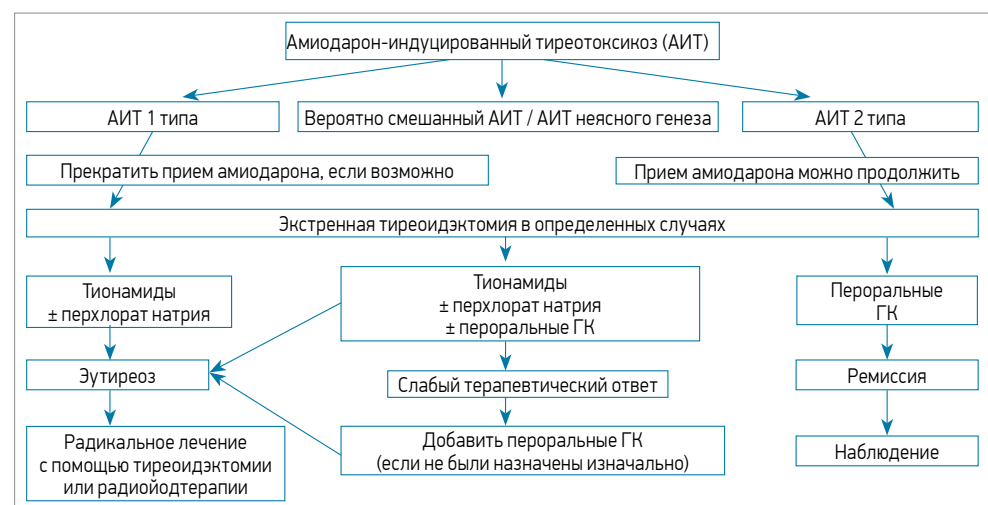 Амиодарон-индуцированный тиреотоксикоз (АИТ)
АИТ 1 типа
Вероятно смешанный АИТ / АИТ неясного генеза
АИТ 2 типа
Прекратить прием амиодарона, если возможно
Прием амиодарона можно продолжить
Экстренная тиреоидэктомия в определенных случаях
Тионамиды
± перхлорат натрия
Тионамиды
± перхлорат натрия
± пероральные ГК
Пероральные
ГК
Эутиреоз
Слабый терапевтический ответ
Ремиссия
Радикальное лечение
с помощью тиреоидэктомии
или радиойодтерапии
Добавить пероральные ГК
(если не были назначены изначально)
Наблюдение